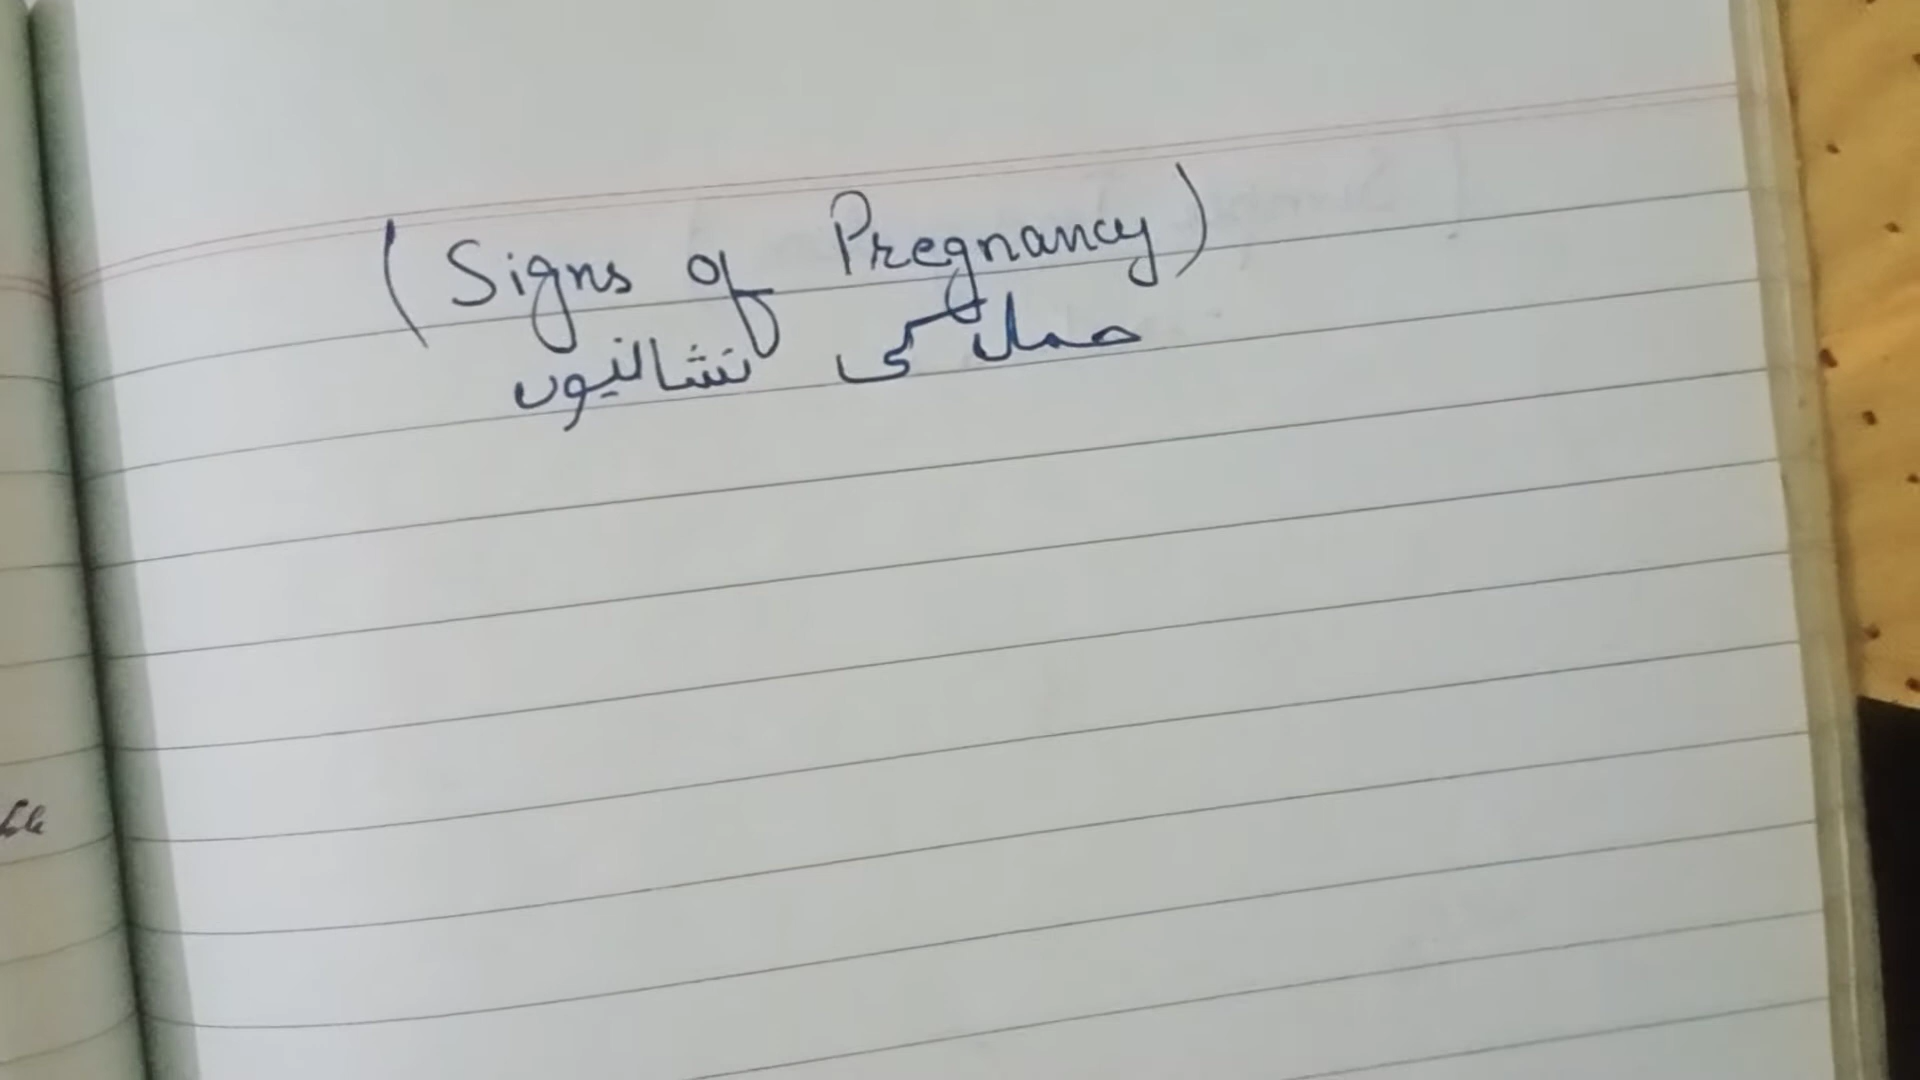 (Signs of Pregnancy)
حمل کی نشانیوں